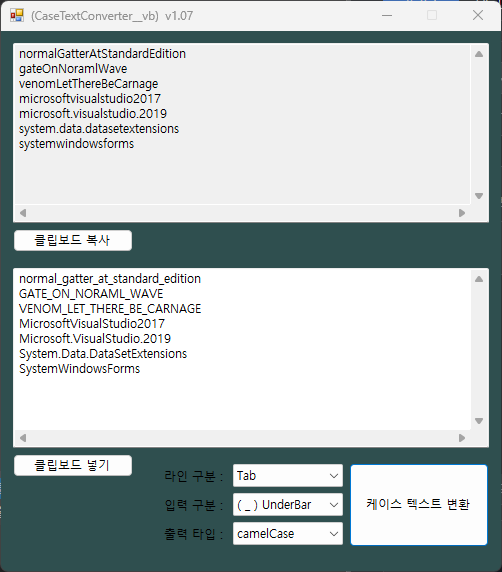 (CaseTextConverter__vb) v1.07
normalGatterAtStandardEdition
gateOnNoramlWave
venomLetThereBeCarnage
microsoftvisualstudio2017
microsoft.visualstudio.2019
system.data.datasetextensions
systemwindowsforms
클립보드 복사
normal_gatter_at_standard_edition
GATE_ON_NORAML_WAVE
VENOM_LET_THERE_BE_CARNAGE
MicrosoftVisualStudio2017
Microsoft.VisualStudio.2019
System.Data.DataSetExtensions
SystemWindowsForms
클립보드 넣기
라인 구분 : Tab
입력 구분 : ( _ ) UnderBar
출력 타입 : camelCase
케이스 텍스트 변환